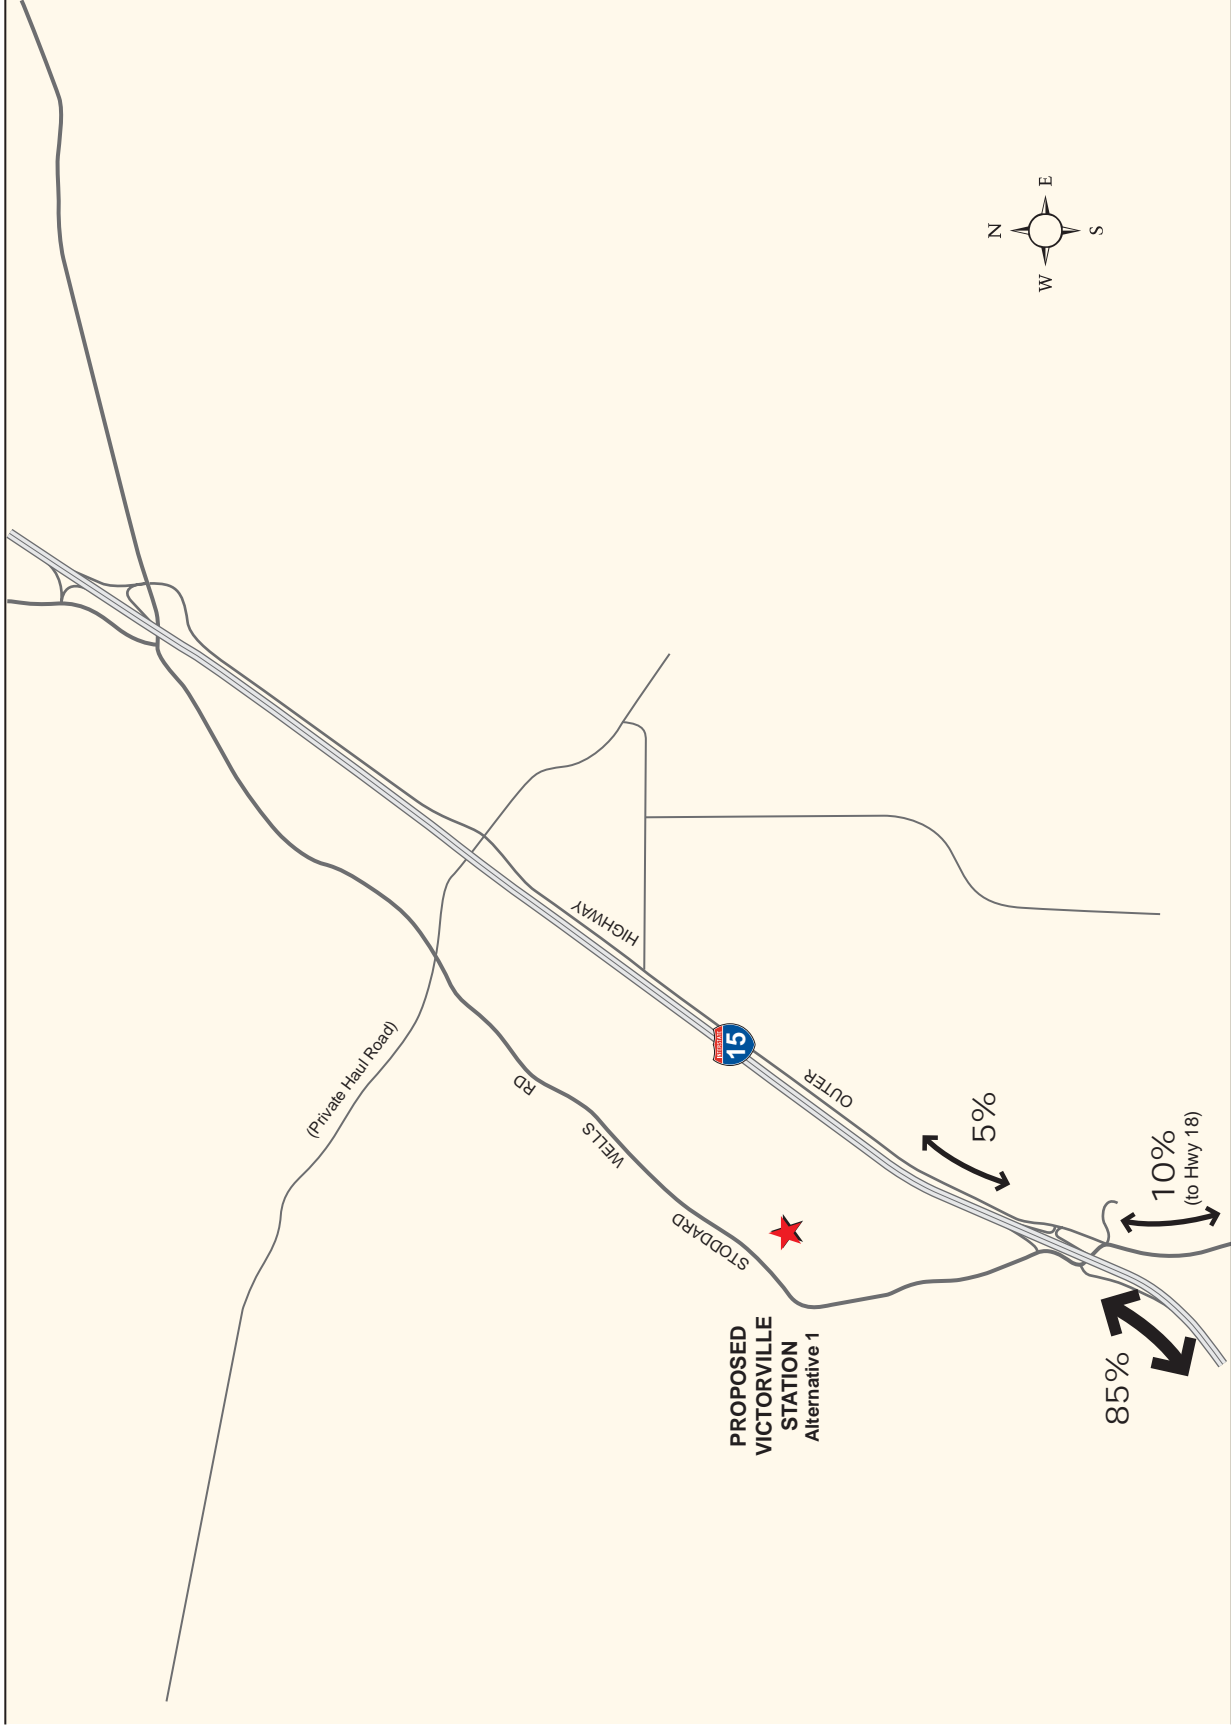 (Private Haul Road)
STODDARD
WELLS
RD
OUTER
HIGHWAY
INTERSTATE
15
PROPOSED
VICTORVILLE
STATION
Alternative 1
85%
5%
10%
(to Hwy 18)
N
W
E
S